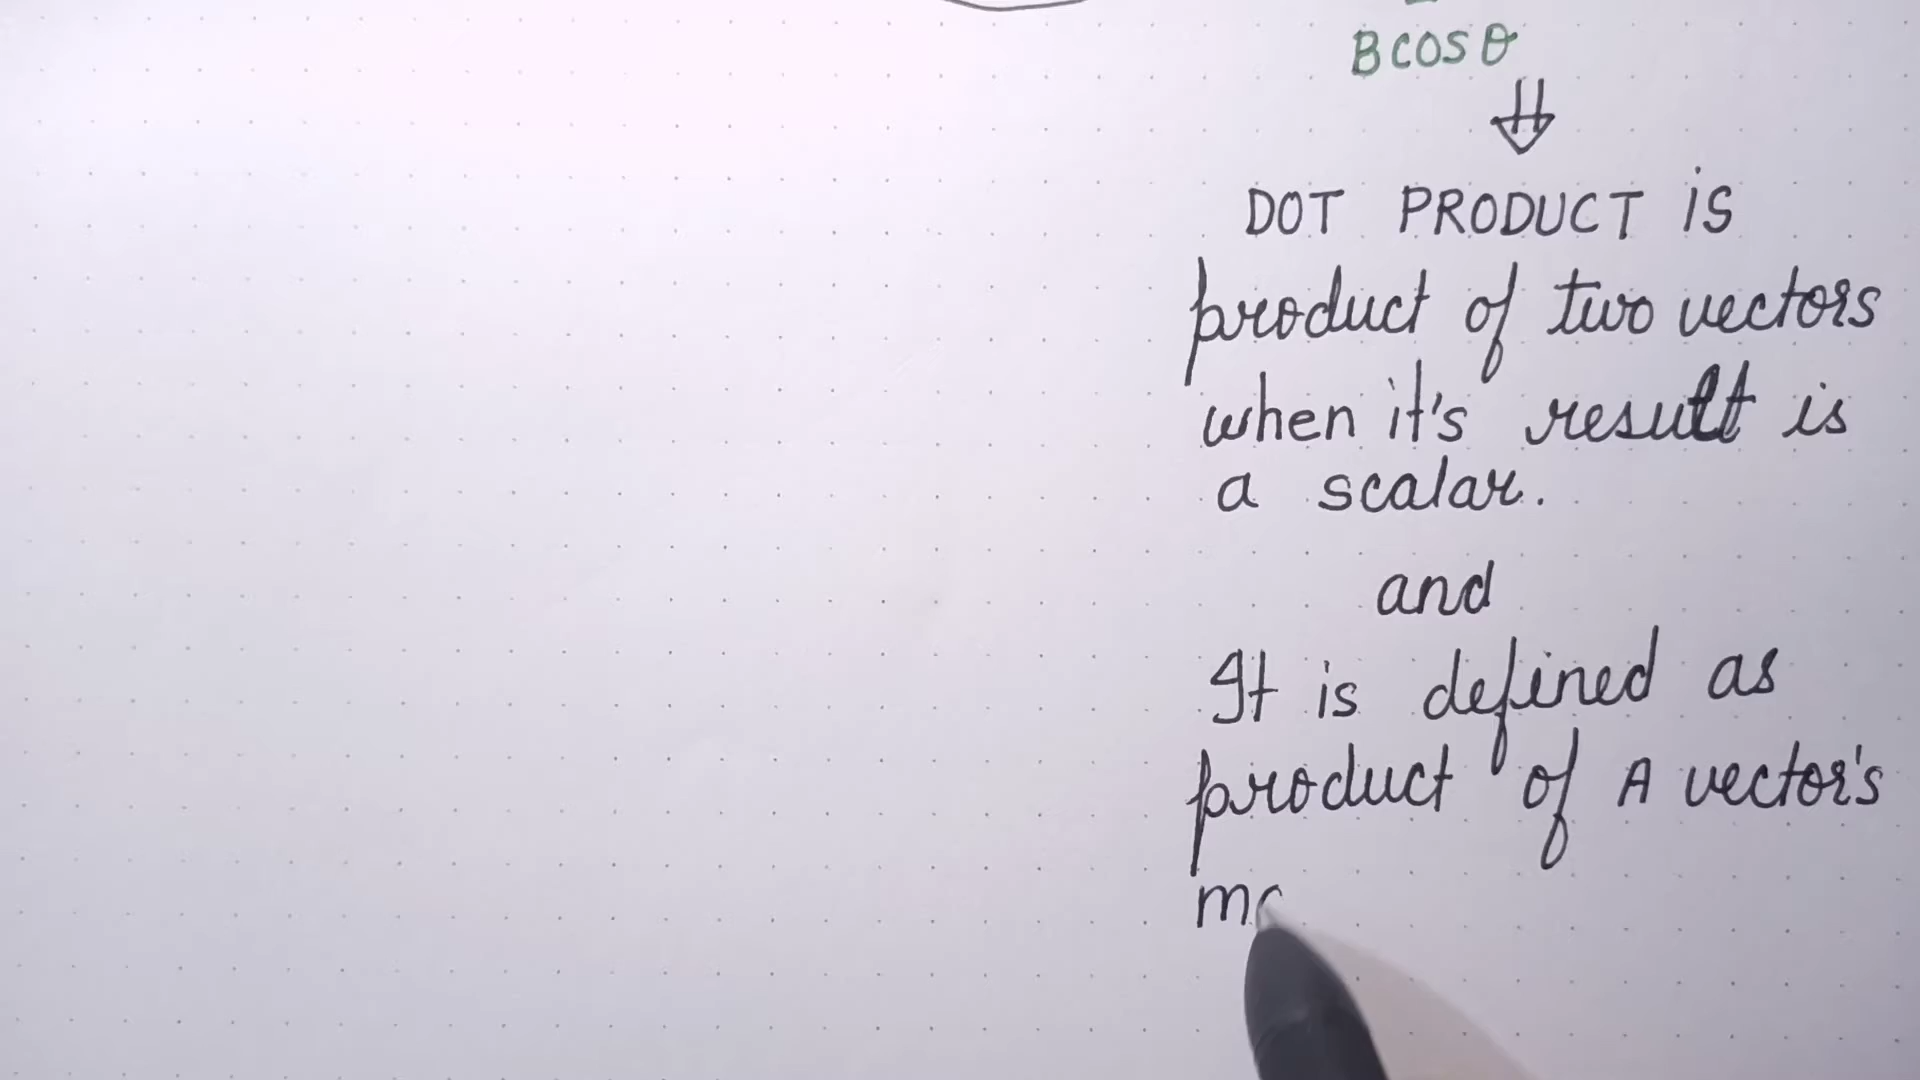 B COS θ
DOT PRODUCT iS
product of two vectors
when it's result is
a scalar.
and
It is defined as
product of A vector's